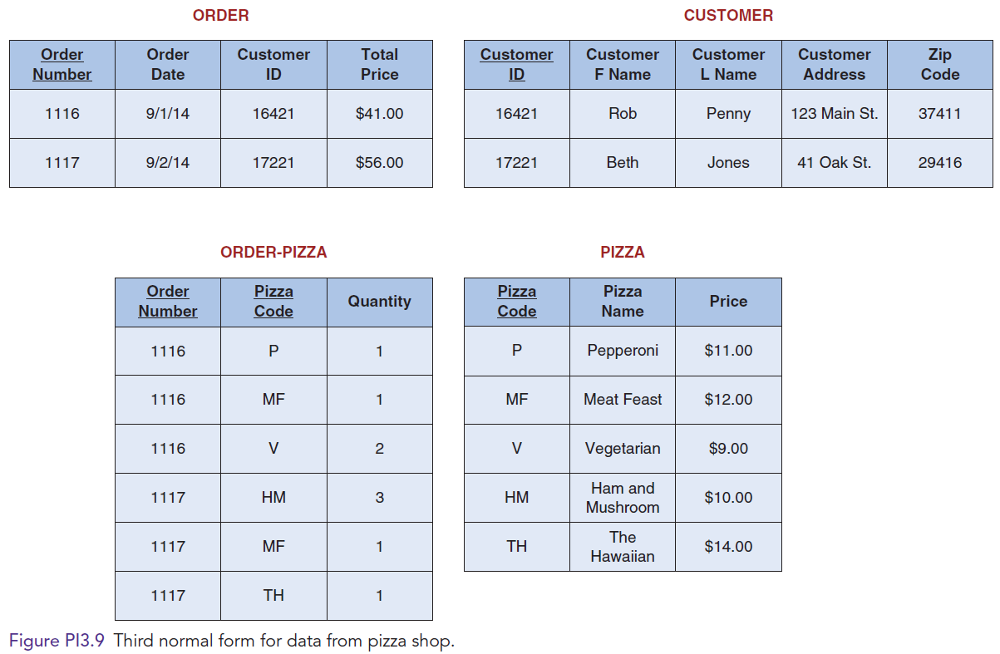 ORDER
Order Number | Order Date | Customer ID | Total Price
1116 | 9/1/14 | 16421 | $41.00
1117 | 9/2/14 | 17221 | $56.00
CUSTOMER
Customer ID | Customer F Name | Customer L Name | Customer Address | Zip Code
16421 | Rob | Penny | 123 Main St. | 37411
17221 | Beth | Jones | 41 Oak St. | 29416
ORDER-PIZZA
Order Number | Pizza Code | Quantity
1116 | P | 1
1116 | MF | 1
1116 | V | 2
1117 | HM | 3
1117 | MF | 1
1117 | TH | 1
PIZZA
Pizza Code | Pizza Name | Price
P | Pepperoni | $11.00
MF | Meat Feast | $12.00
V | Vegetarian | $9.00
HM | Ham and Mushroom | $10.00
TH | The Hawaiian | $14.00
Figure PI3.9 Third normal form for data from pizza shop.